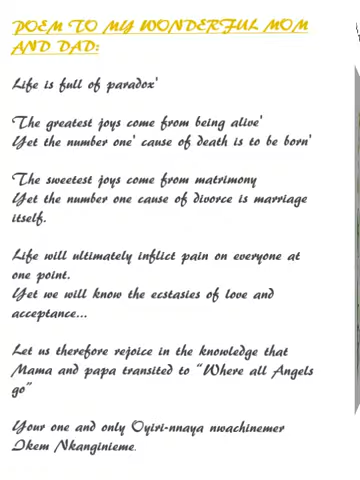 POEM TO MY WONDERFUL MOM
AND DAD:
Life is full of paradox'
The greatest joys come from being alive'
Yet the number one' cause of death is to be born'
The sweetest joys come from matrimony
Yet the number one cause of divorce is marriage
itself.
Life will ultimately inflict pain on everyone at
one point.
Yet we will know the ecstasies of love and
acceptance...
Let us therefore rejoice in the knowledge that
Mama and papa transited to "Where all Angels
go"
Your one and only Oyiri-nnaya nwachinemer
Ikem Nkanginieme.